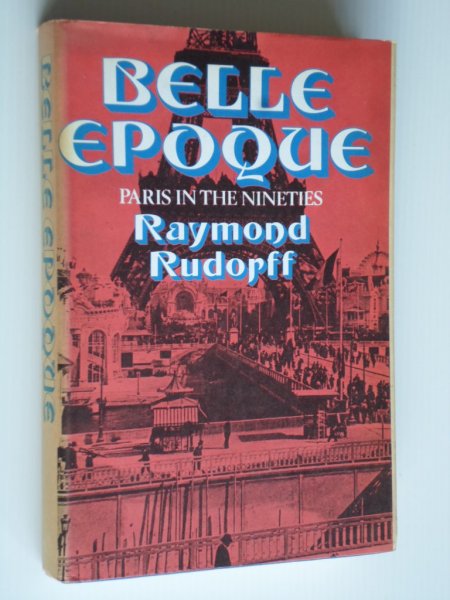 BELLE
EPOQUE
PARIS IN THE NINETIES
Raymond
Rudorff
BELLE EPOQUE